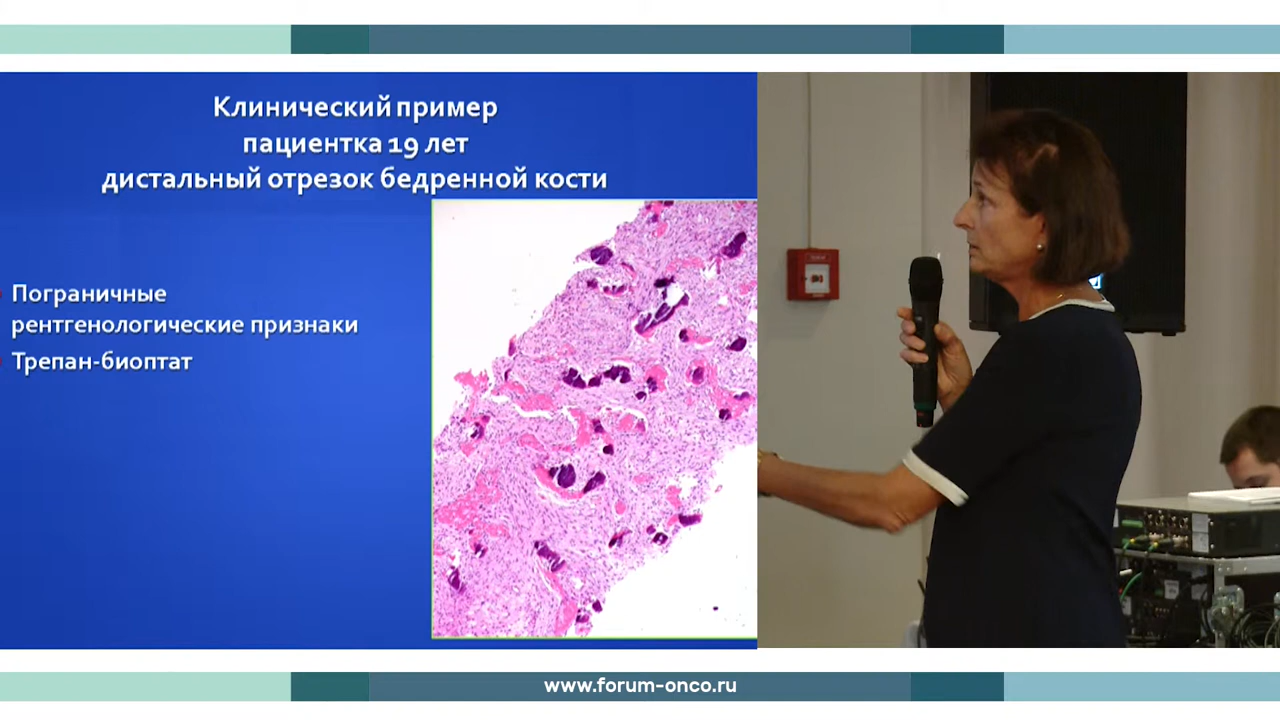 Клинический пример
пациентка 19 лет
дистальный отрезок бедренной кости
Пограничные
рентгенологические признаки
Трепан-биоптат
www.forum-onco.ru